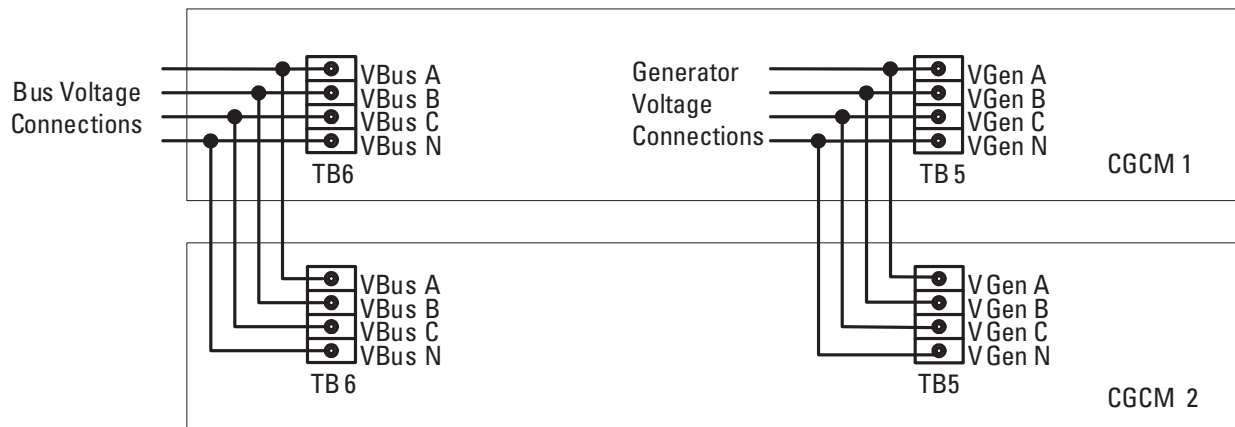 Bus Voltage
Connections
VBus A
VBus B
VBus C
VBus N
TB6
Generator
Voltage
Connections
VGen A
VGen B
VGen C
VGen N
TB 5
CGCM 1
VBus A
VBus B
VBus C
VBus N
TB 6
V Gen A
V Gen B
V Gen C
V Gen N
TB5
CGCM 2